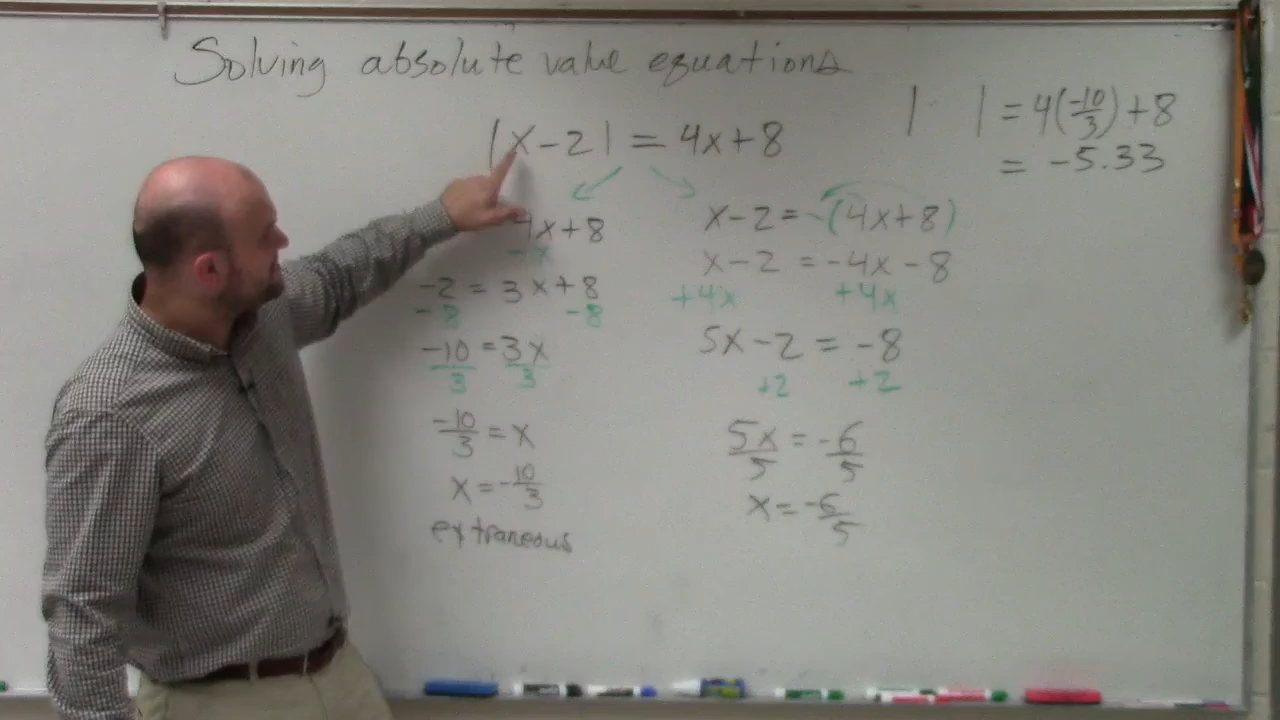 Solving absolute value equations
|x-2| = 4x+8
4x+8
-x
-2 = 3x+8
-8 -8
-10 = 3x
3 3
-10/3 = x
x = -10/3
extraneous
x-2 = -(4x+8)
x-2 = -4x-8
+4x +4x
5x-2 = -8
+2 +2
5x/5 = -6/5
x = -6/5
| | = 4(-10/3)+8
= -5.33